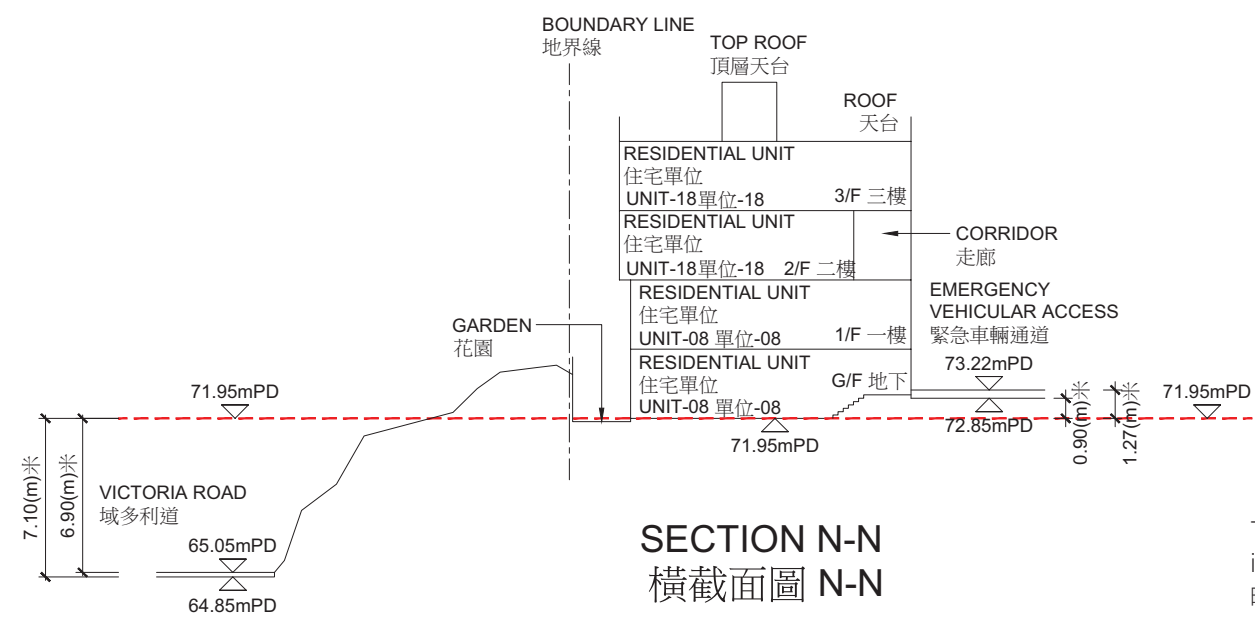 BOUNDARY LINE
地界線
TOP ROOF
頂層天台
ROOF
天台
RESIDENTIAL UNIT
住宅單位
UNIT-18單位-18
3/F 三樓
RESIDENTIAL UNIT
住宅單位
UNIT-18單位-18
2/F 二樓
CORRIDOR
走廊
RESIDENTIAL UNIT
住宅單位
UNIT-08 單位-08
1/F 一樓
EMERGENCY
VEHICULAR ACCESS
緊急車輛通道
GARDEN
花園
RESIDENTIAL UNIT
住宅單位
UNIT-08 單位-08
G/F 地下
73.22mPD
71.95mPD
71.95mPD
71.95mPD
72.85mPD
0.90(m)米
1.27(m)米
7.10(m)米
6.90(m)米
VICTORIA ROAD
域多利道
65.05mPD
64.85mPD
SECTION N-N
橫截面圖 N-N